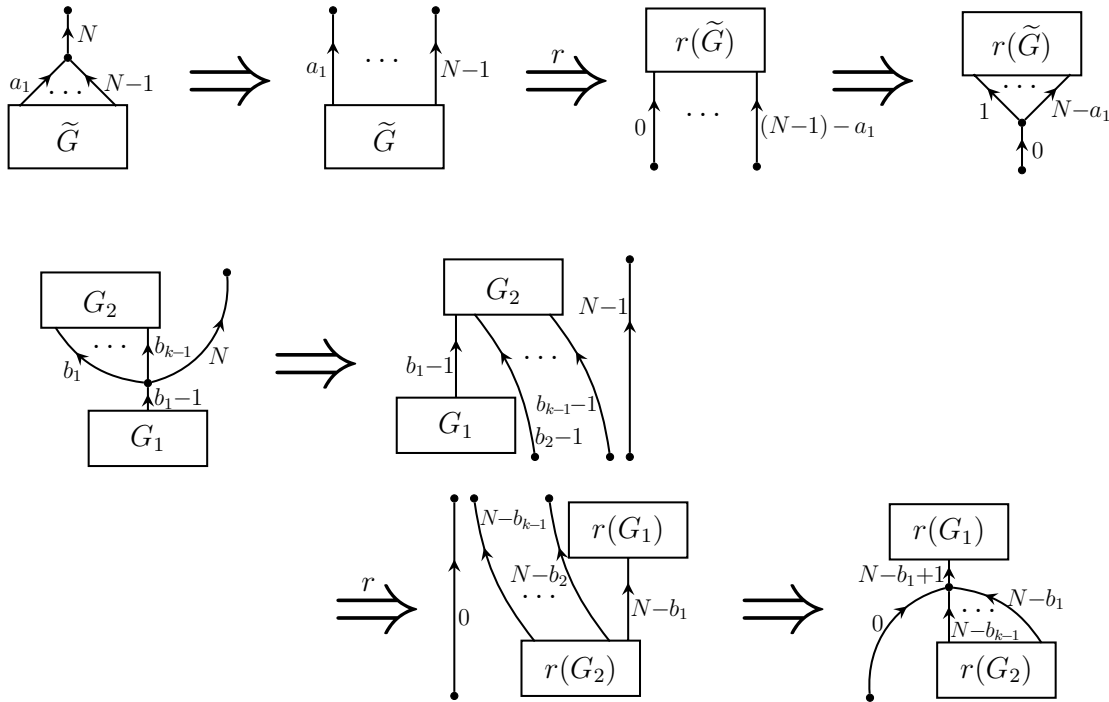 N
a₁ ··· N−1
G̃
a₁ ··· N−1
G̃
r
r(G̃)
0 ··· (N−1) − a₁
r(G̃)
1 ··· N−a₁
0
G₂
··· b₁ bₖ₋₁ N
b₁−1
G₁
G₂ N−1
b₁−1 ···
bₖ₋₁−1
G₁ b₂−1
r
0
N−bₖ₋₁ r(G₁)
N−b₂
··· N−b₁
r(G₂)
r(G₁)
N−b₁+1
0 ··· N−b₁
N−bₖ₋₁
r(G₂)